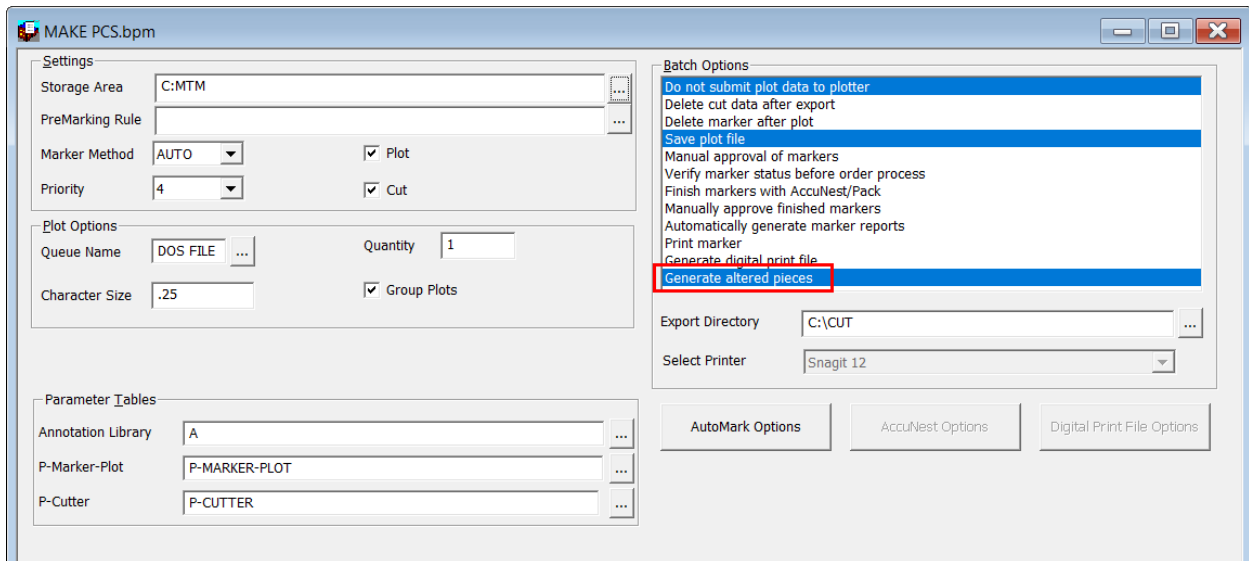 MAKE PCS.bpm
Settings
Storage Area C:MTM ...
PreMarking Rule ...
Marker Method AUTO Plot
Priority 4 Cut
Plot Options
Queue Name DOS FILE ... Quantity 1
Character Size .25 Group Plots
Parameter Tables
Annotation Library A ...
P-Marker-Plot P-MARKER-PLOT ...
P-Cutter P-CUTTER ...
Batch Options
Do not submit plot data to plotter
Delete cut data after export
Delete marker after plot
Save plot file
Manual approval of markers
Verify marker status before order process
Finish markers with AccuNest/Pack
Manually approve finished markers
Automatically generate marker reports
Print marker
Generate digital print file
Generate altered pieces
Export Directory C:\CUT ...
Select Printer Snagit 12
AutoMark Options AccuNest Options Digital Print File Options